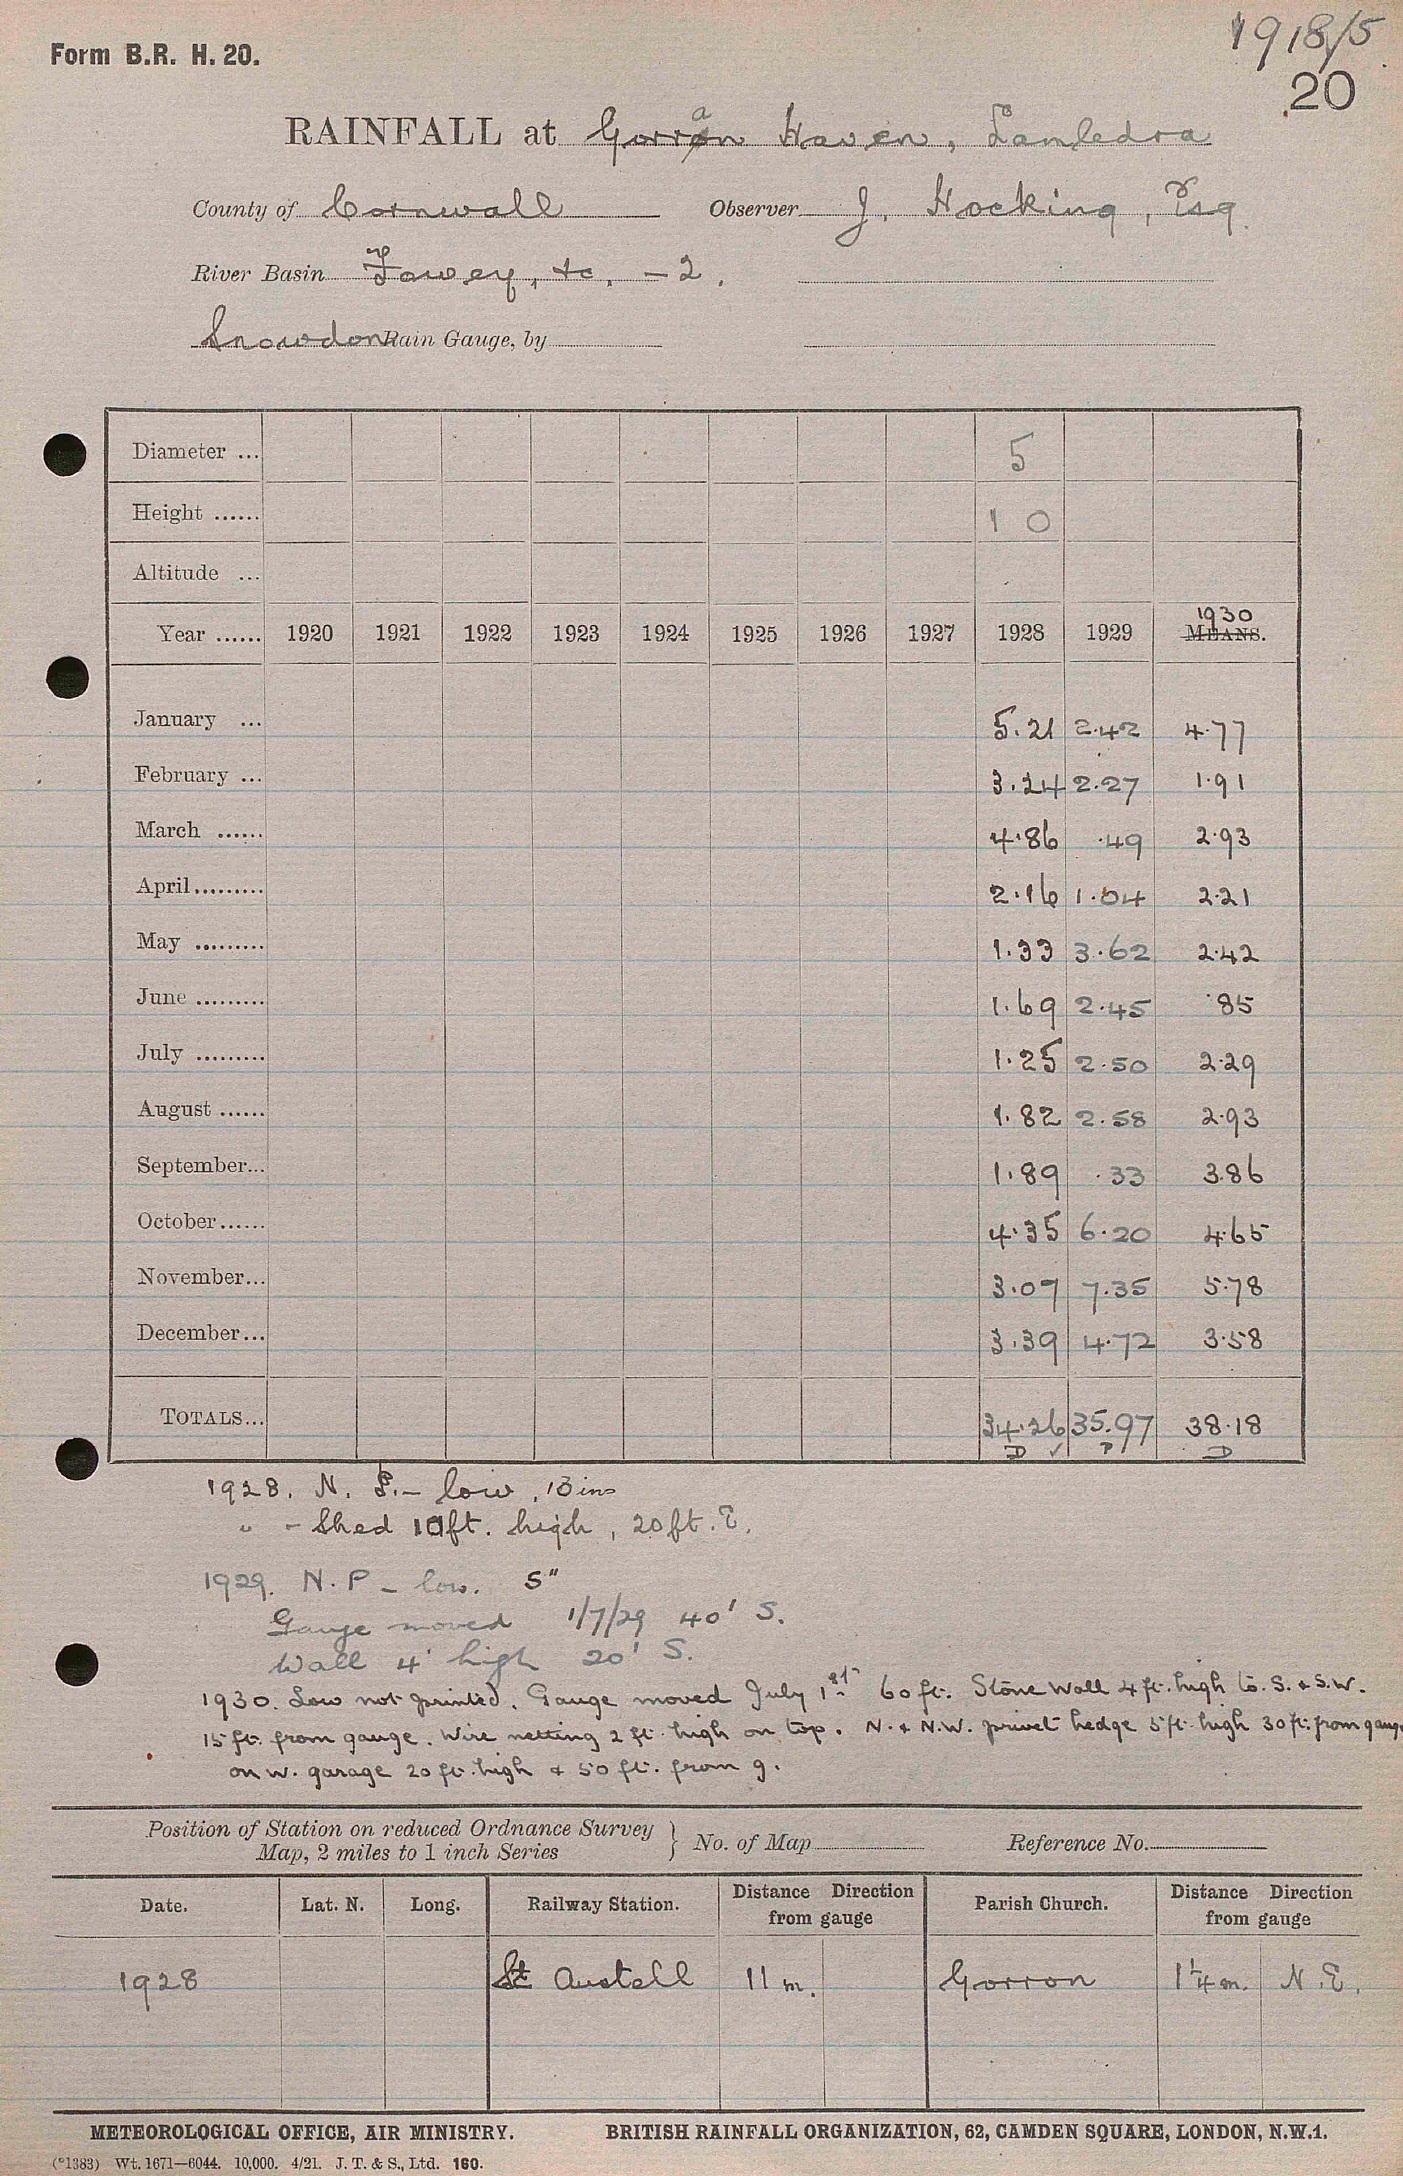 1918/5
Form B.R. H. 20.
20
RAINFALL at Gorran Haven, Lamledra
County of Cornwall Observer J. Hocking, Esq.
River Basin Fowey, &c. - 2.
Snowdon Rain Gauge, by
Diameter ... 5
Height ...... 1 0
Altitude ...
1930
Year ...... 1920 1921 1922 1923 1924 1925 1926 1927 1928 1929 MEANS.
January ... 5.21 2.42 4.77
February ... 3.24 2.27 1.91
March ...... 4.86 .49 2.93
April......... 2.16 1.04 2.21
May ......... 1.33 3.62 2.42
June ......... 1.69 2.45 .85
July ......... 1.25 2.50 2.29
August ...... 1.82 2.58 2.93
September... 1.89 .33 3.86
October...... 4.35 6.20 4.65
November... 3.07 7.35 5.78
December... 3.39 4.72 3.58
TOTALS... 34.26 35.97 38.18
D ✓ P D
1928. N. P. - low, 13 ins
" - Shed 10ft. high, 20ft. E.
1929. N.P - low. 5"
Gauge moved 1/7/29 40' S.
Wall 4' high 20' S.
1930. Low not printed. Gauge moved July 1st. 60 ft. Stone wall 4 ft. high to S. & S.W.
15 ft. from gauge. Wire netting 2 ft high on top. N. & N.W. privet hedge 5 ft high 30 ft. from gauge
on W. garage 20 ft. high & 50 ft. from g.
Position of Station on reduced Ordnance Survey
Map, 2 miles to 1 inch Series } No. of Map Reference No.
Date. Lat. N. Long. Railway Station. Distance Direction from gauge Parish Church. Distance Direction from gauge
1928 St Austell 11 m. Gorron 1¼ m. N.E.
METEOROLOGICAL OFFICE, AIR MINISTRY. BRITISH RAINFALL ORGANIZATION, 62, CAMDEN SQUARE, LONDON, N.W.1.
(*1383) Wt. 1671—6044. 10,000. 4/21. J. T. & S., Ltd. 160.